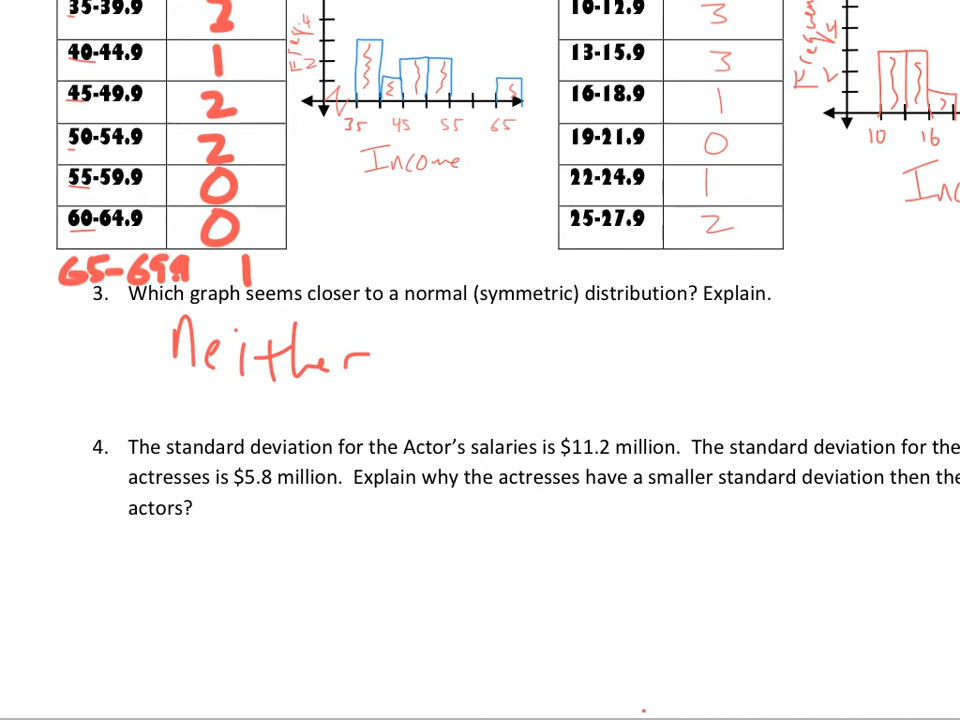 35-39.9
40-44.9 1
45-49.9 2
50-54.9 2
55-59.9 0
60-64.9 0
65-69.9 1
2
35 45 55 65
Income
10-12.9 3
13-15.9 3
16-18.9 1
19-21.9 0
22-24.9 1
25-27.9 2
10 16
3. Which graph seems closer to a normal (symmetric) distribution? Explain.
Neither
4. The standard deviation for the Actor’s salaries is $11.2 million. The standard deviation for the
actresses is $5.8 million. Explain why the actresses have a smaller standard deviation then the
actors?